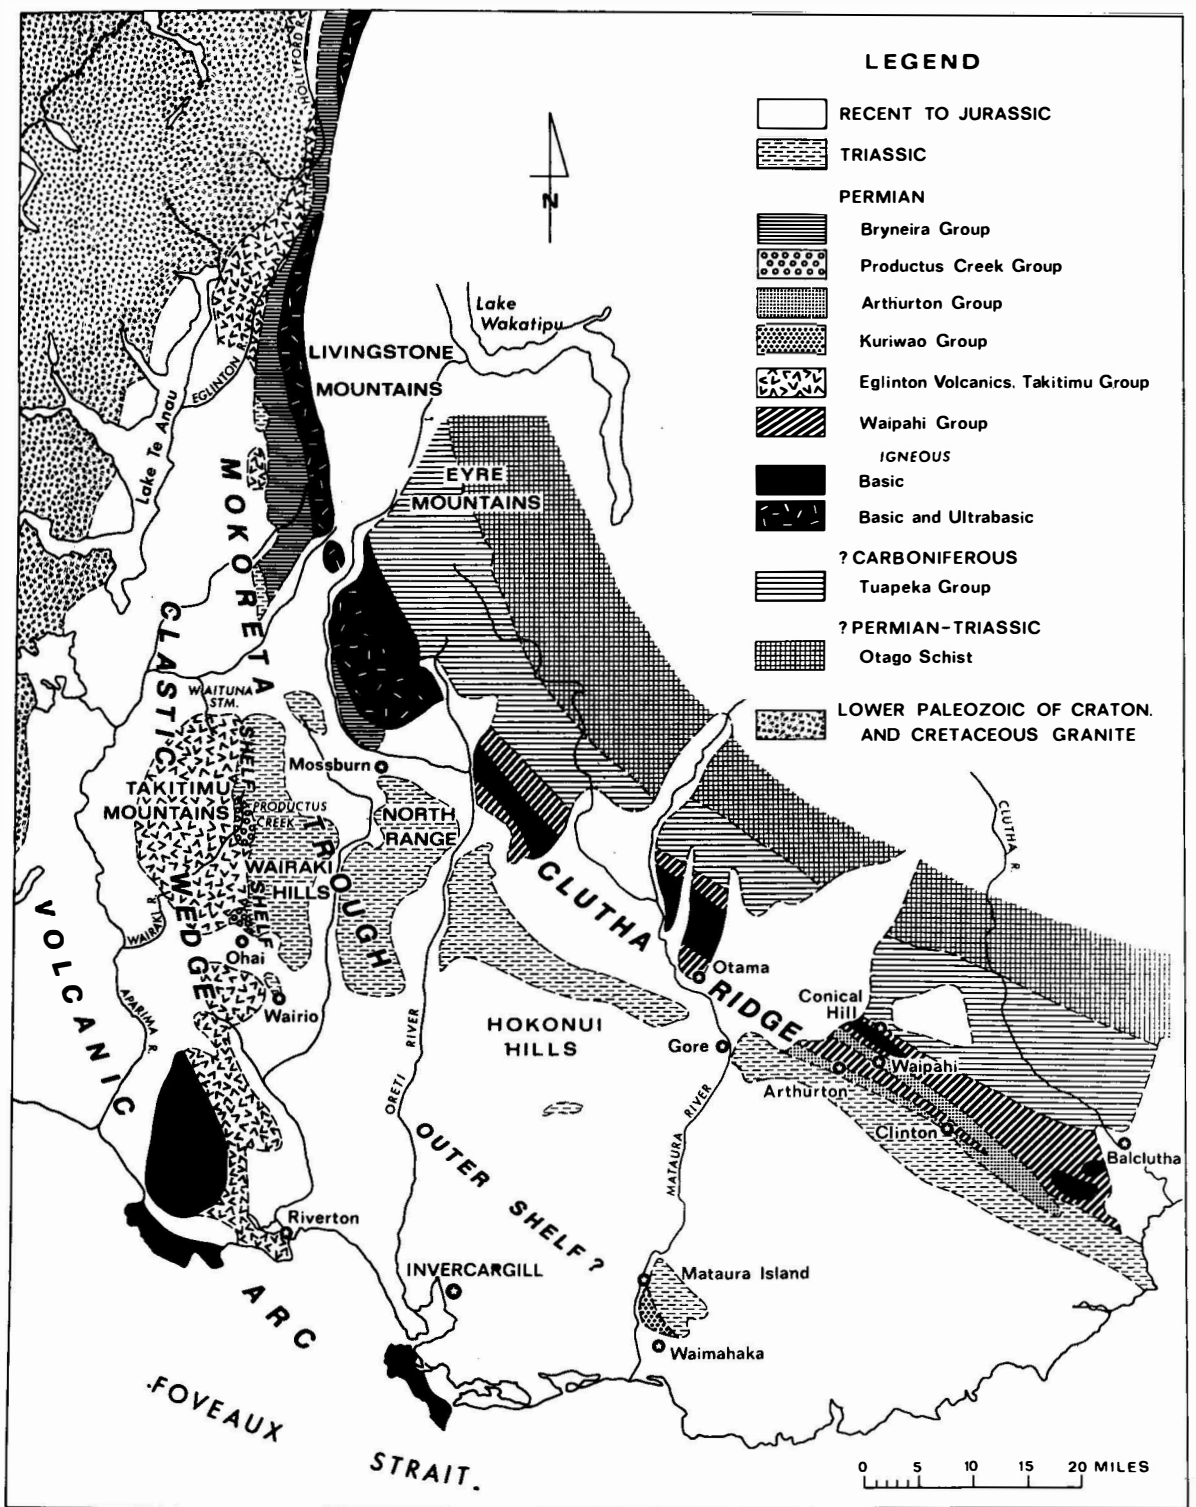 LEGEND
RECENT TO JURASSIC
TRIASSIC
PERMIAN
Bryneira Group
Productus Creek Group
Arthurton Group
Kuriwao Group
Eglinton Volcanics, Takitimu Group
Waipahi Group
IGNEOUS
Basic
Basic and Ultrabasic
? CARBONIFEROUS
Tuapeka Group
? PERMIAN-TRIASSIC
Otago Schist
LOWER PALEOZOIC OF CRATON.
AND CRETACEOUS GRANITE
N
HOLLYFORD R.
Lake
Wakatipu
LIVINGSTONE
MOUNTAINS
EGLINTON R.
Lake Te Anau
EYRE
MOUNTAINS
MOKORETA
TROUGH
CLASTIC
WEDGE
WAITUNA
STM.
SHELF
SHELF
Mossburn
TAKITIMU
MOUNTAINS
PRODUCTUS
CREEK
NORTH
RANGE
WAIRAKI
HILLS
CLUTHA R.
CLUTHA
RIDGE
VOLCANIC
ARC
WAIRAKI R.
Ohai
Wairio
APARIMA R.
ORETI RIVER
HOKONUI
HILLS
Otama
Conical
Hill
Gore
Waipahi
Arthurton
Clinton
Balclutha
MATAURA RIVER
OUTER SHELF ?
Riverton
INVERCARGILL
Mataura Island
Waimahaka
FOVEAUX
STRAIT.
0 5 10 15 20 MILES